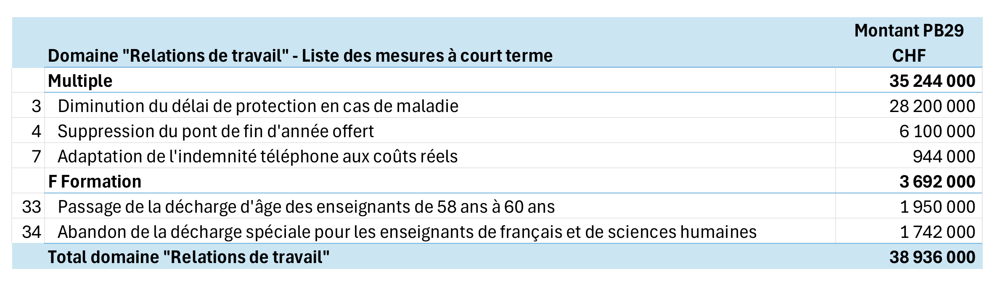 Montant PB29
Domaine "Relations de travail" - Liste des mesures à court terme CHF
Multiple 35 244 000
3 Diminution du délai de protection en cas de maladie 28 200 000
4 Suppression du pont de fin d'année offert 6 100 000
7 Adaptation de l'indemnité téléphone aux coûts réels 944 000
F Formation 3 692 000
33 Passage de la décharge d'âge des enseignants de 58 ans à 60 ans 1 950 000
34 Abandon de la décharge spéciale pour les enseignants de français et de sciences humaines 1 742 000
Total domaine "Relations de travail" 38 936 000